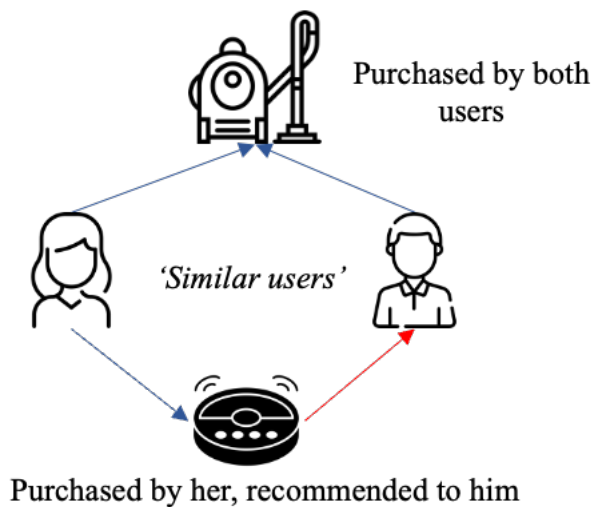 Purchased by both
users
‘Similar users’
Purchased by her, recommended to him